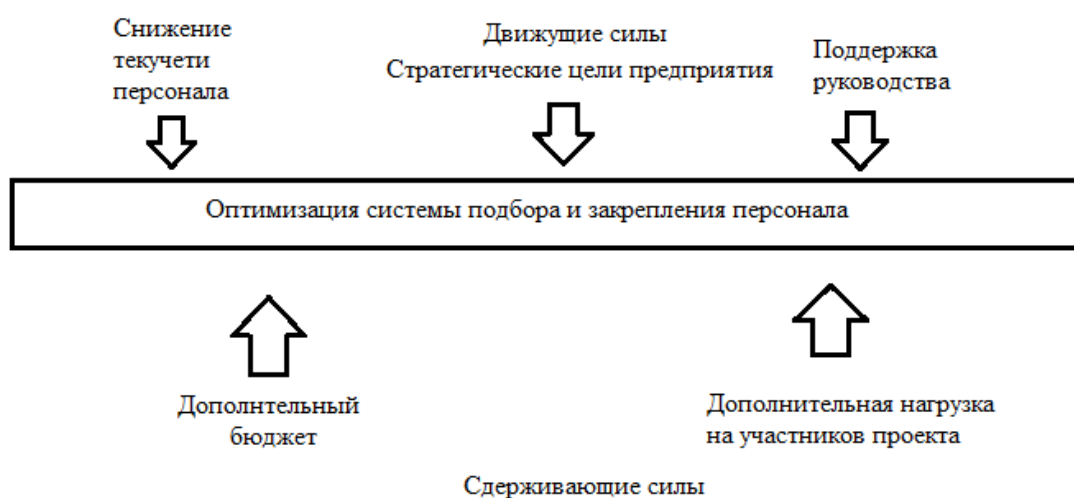 Снижение
текучети
персонала
Движущие силы
Стратегические цели предприятия
Поддержка
руководства
Оптимизация системы подбора и закрепления персонала
Дополнтельный
бюджет
Дополнительная нагрузка
на участников проекта
Сдерживающие силы